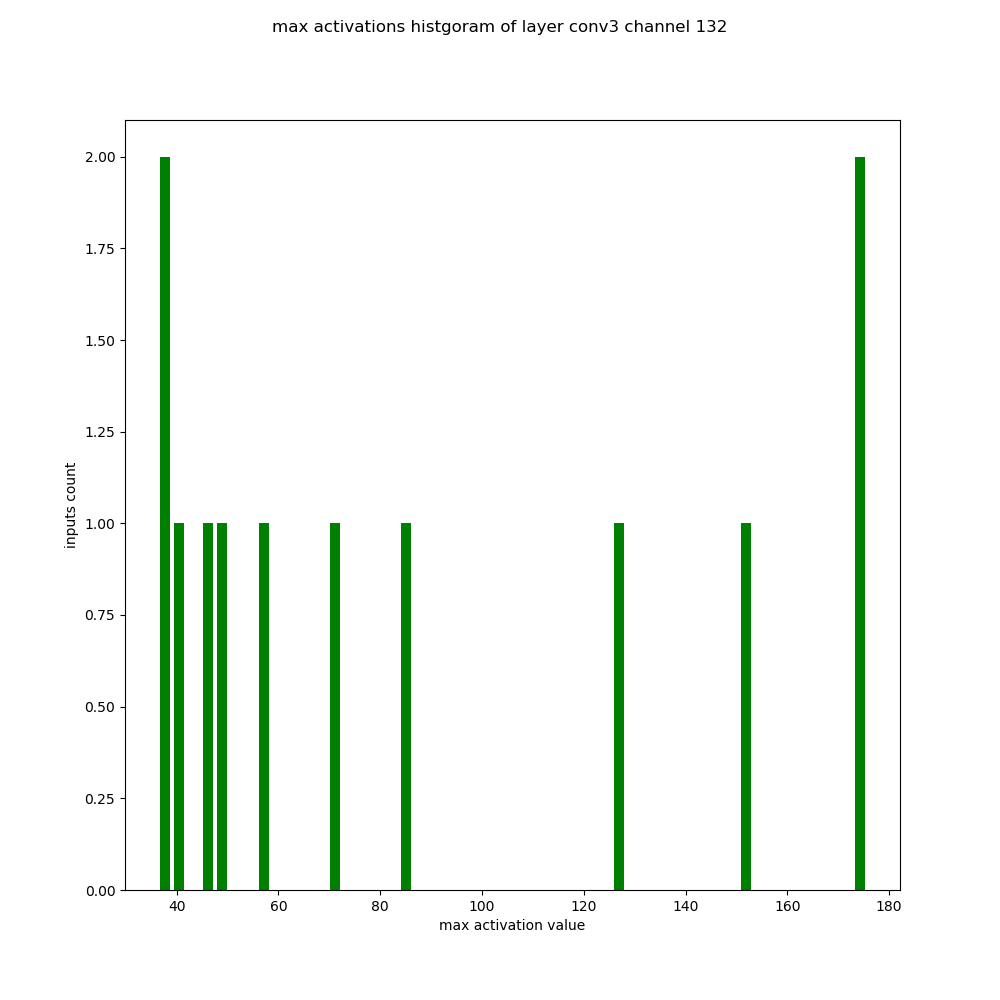 max activations histgoram of layer conv3 channel 132
2.00
1.75
1.50
1.25
1.00
0.75
0.50
0.25
0.00
inputs count
40 60 80 100 120 140 160 180
max activation value